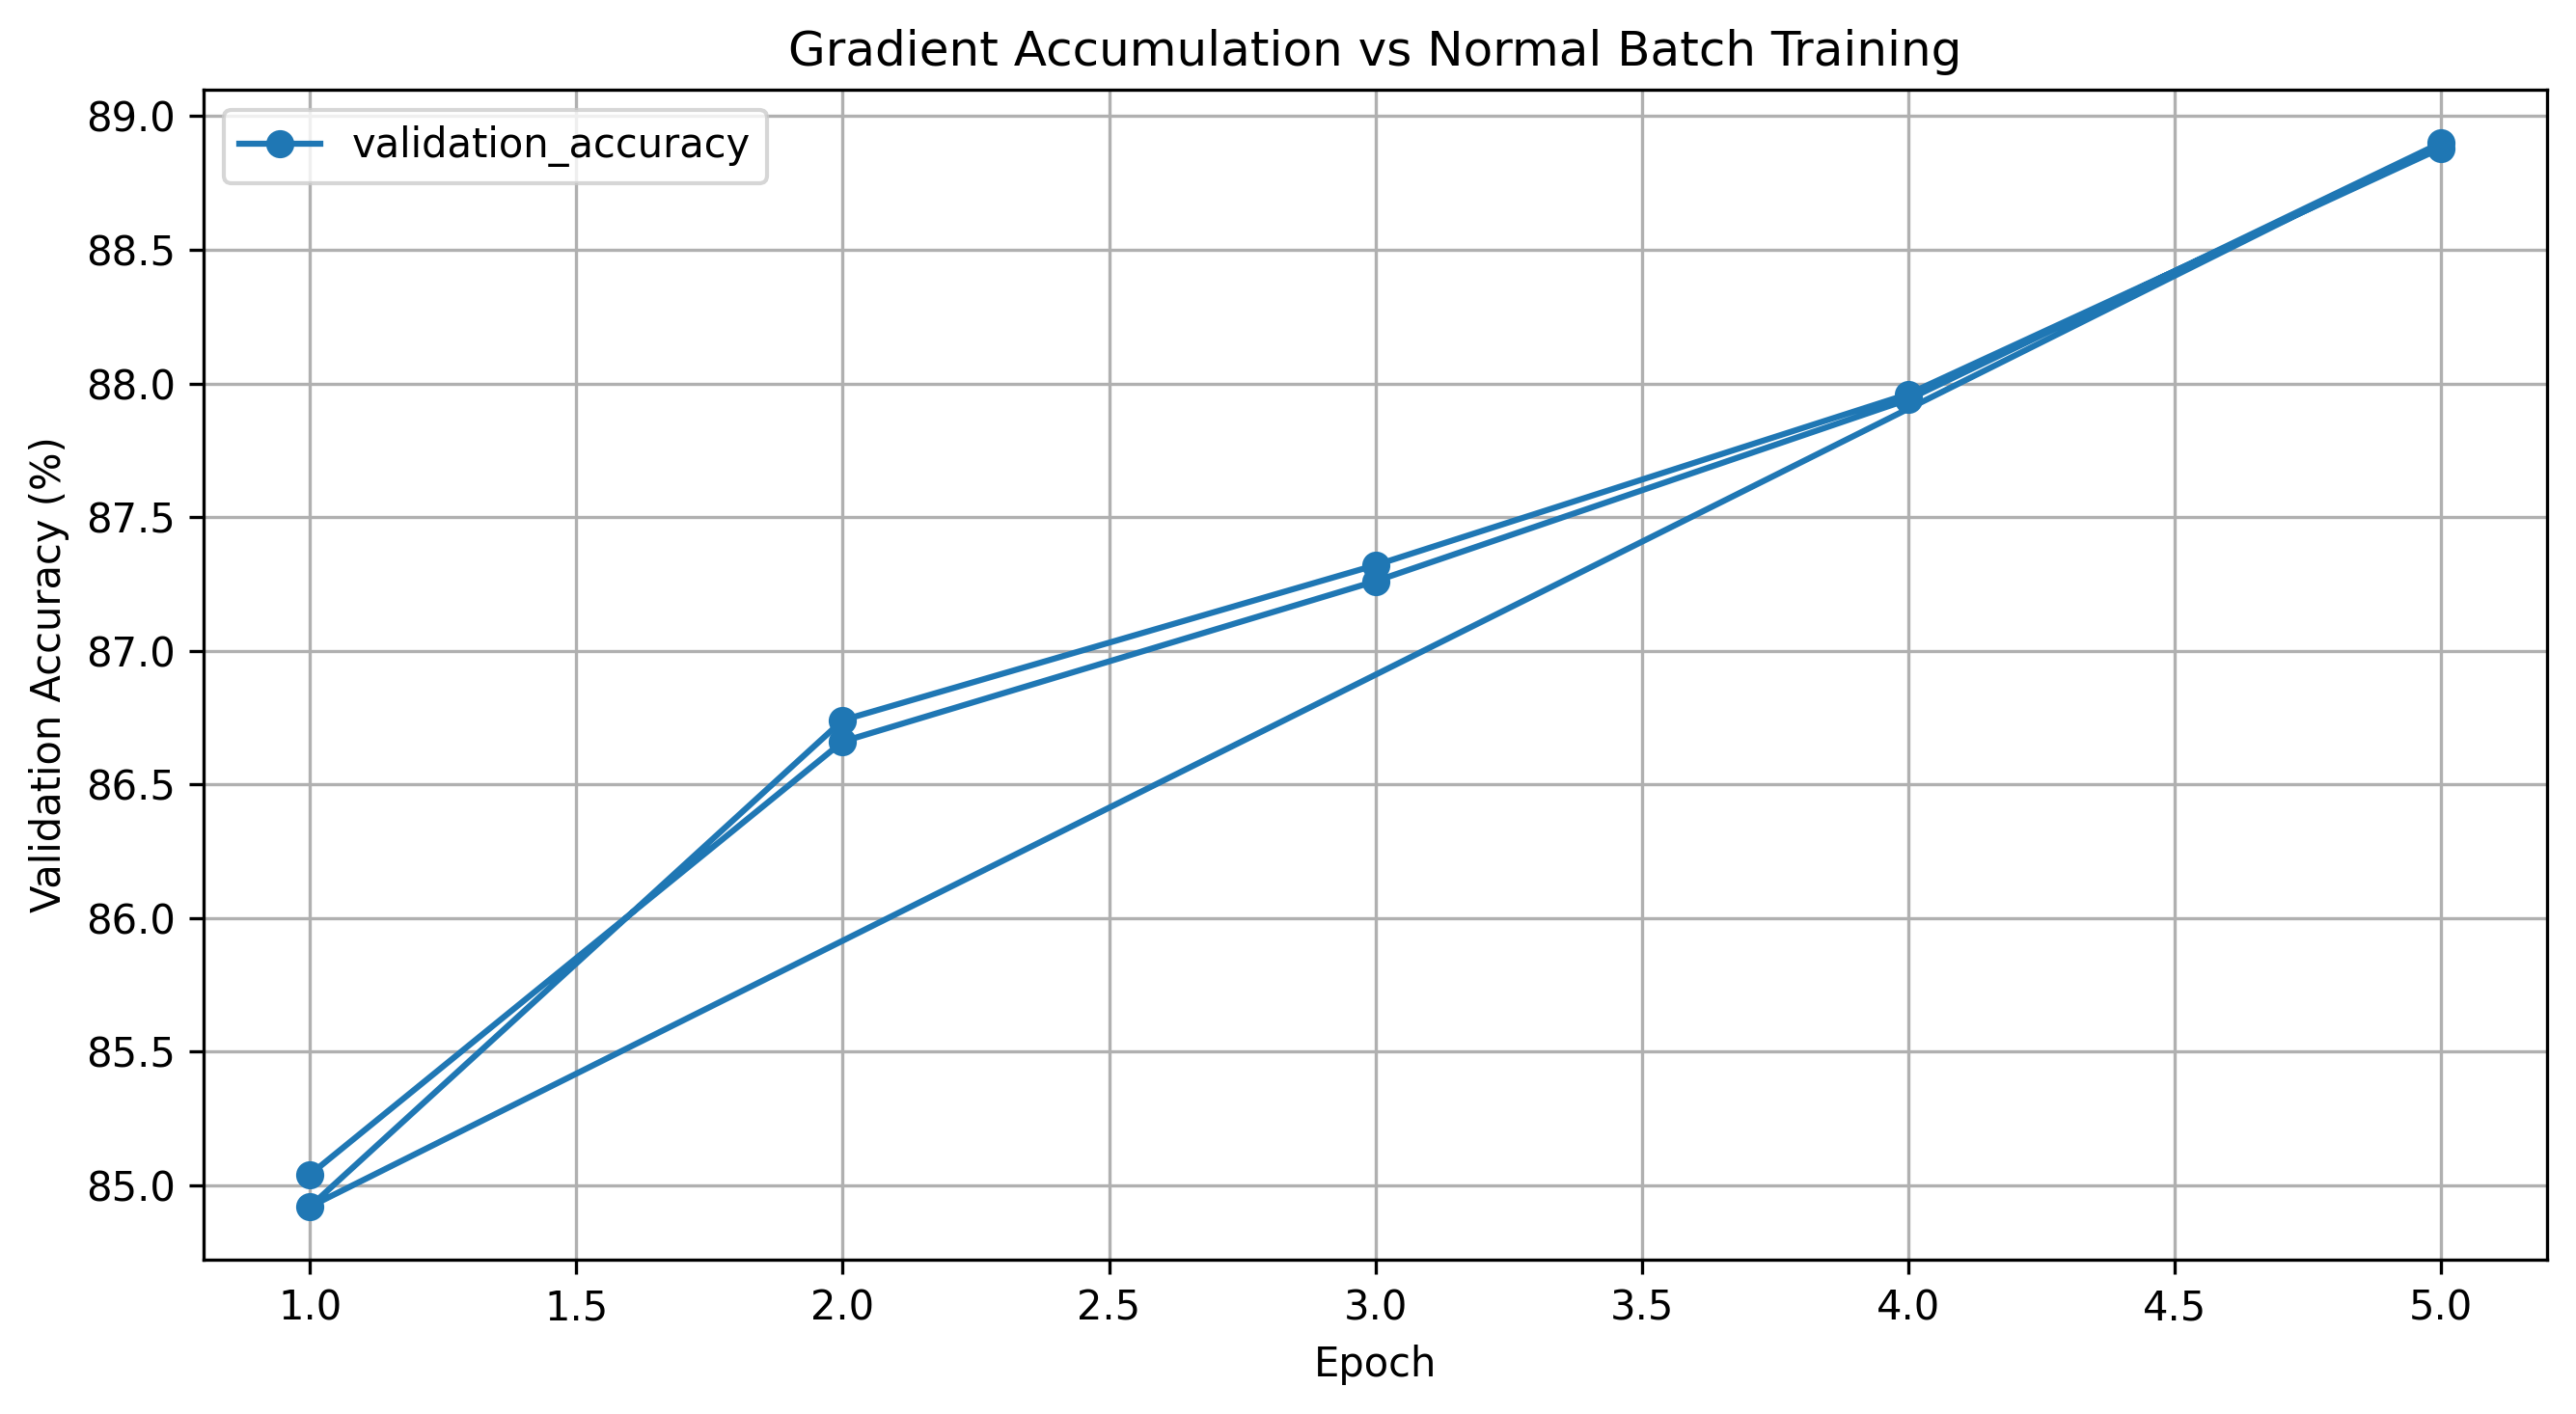 Gradient Accumulation vs Normal Batch Training
validation_accuracy
Validation Accuracy (%)
89.0
88.5
88.0
87.5
87.0
86.5
86.0
85.5
85.0
1.0 1.5 2.0 2.5 3.0 3.5 4.0 4.5 5.0
Epoch